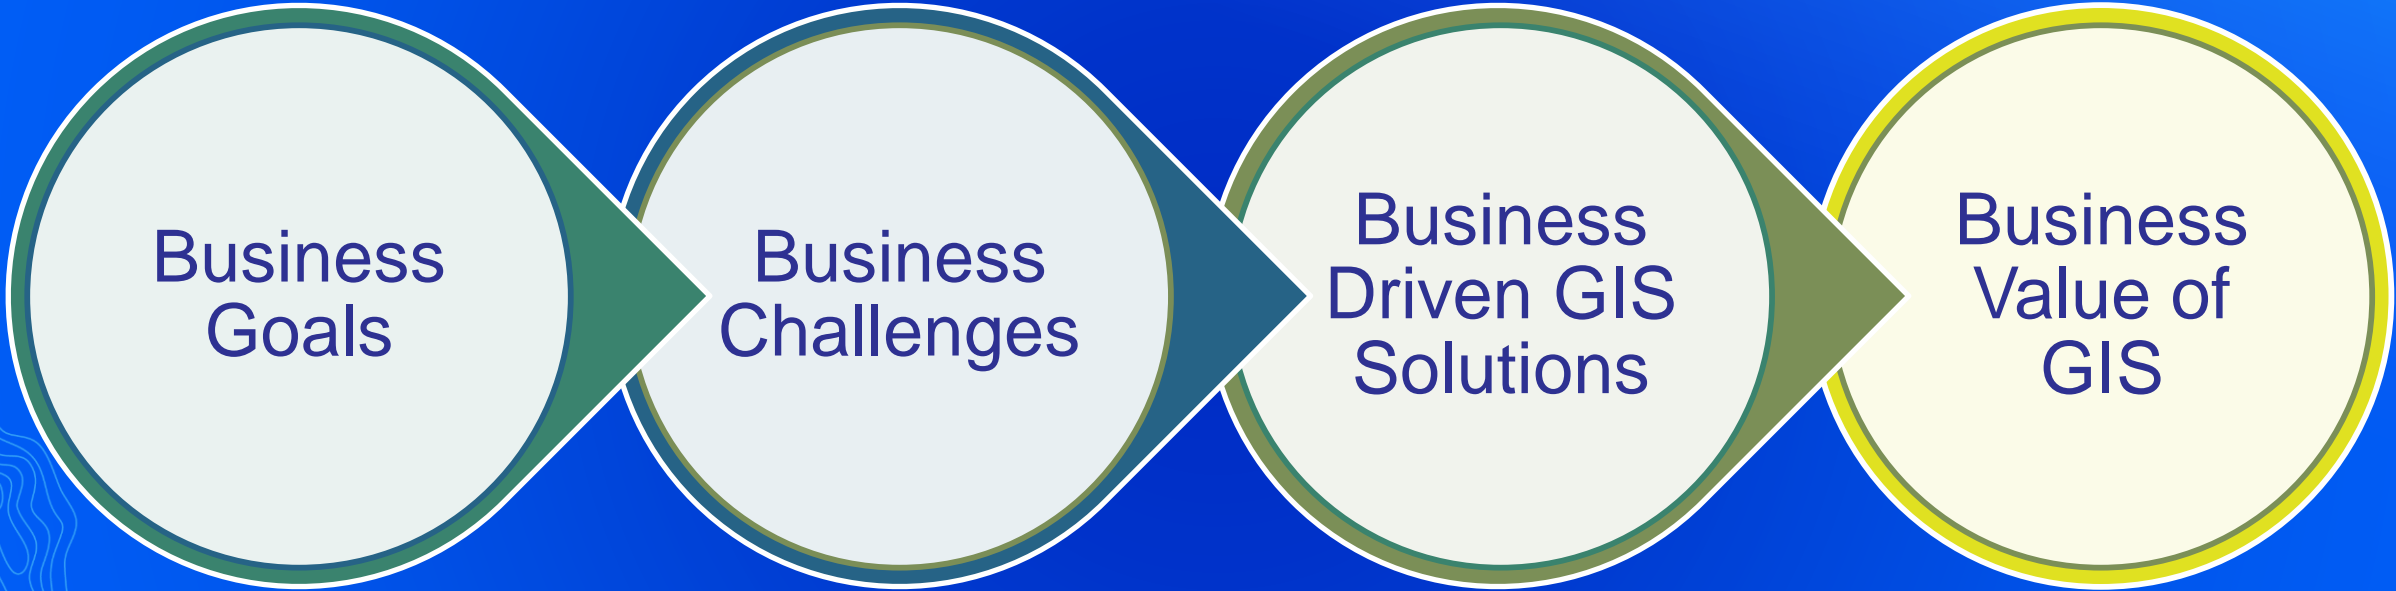 Business
Goals
Business
Challenges
Business
Driven GIS
Solutions
Business
Value of
GIS